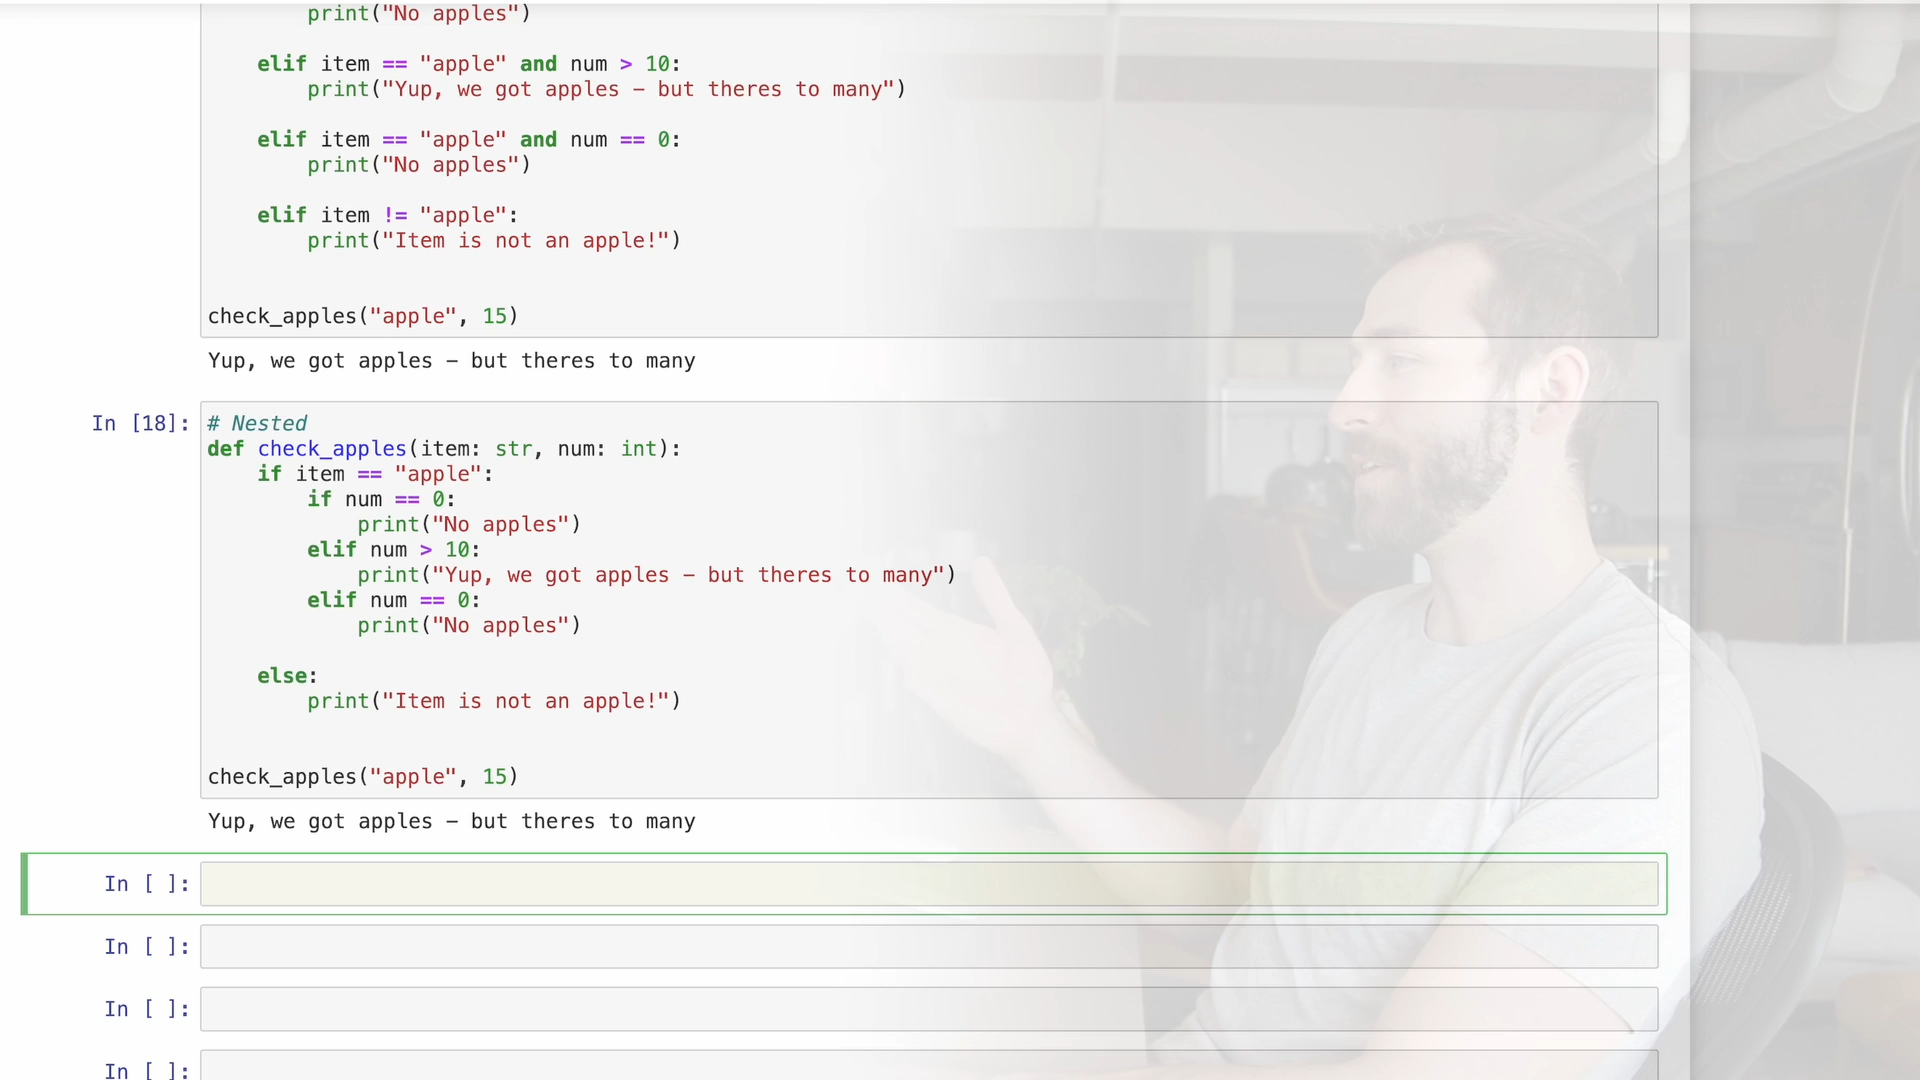 print("No apples")
    elif item == "apple" and num > 10:
        print("Yup, we got apples – but theres to many")
    elif item == "apple" and num == 0:
        print("No apples")
    elif item != "apple":
        print("Item is not an apple!")
check_apples("apple", 15)
Yup, we got apples – but theres to many
In [18]: # Nested
def check_apples(item: str, num: int):
    if item == "apple":
        if num == 0:
            print("No apples")
        elif num > 10:
            print("Yup, we got apples – but theres to many")
        elif num == 0:
            print("No apples")
    else:
        print("Item is not an apple!")
check_apples("apple", 15)
Yup, we got apples – but theres to many
In [ ]:
In [ ]:
In [ ]:
In [ ]: